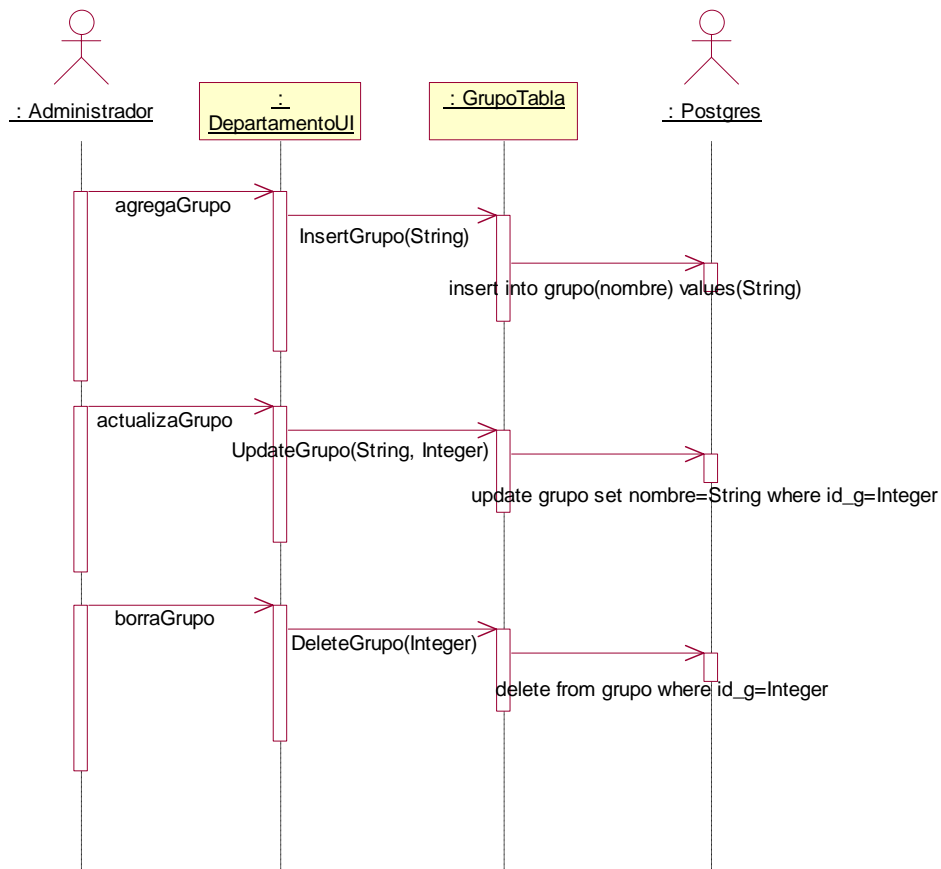 : Administrador
:
DepartamentoUI
: GrupoTabla
: Postgres
agregaGrupo
InsertGrupo(String)
insert into grupo(nombre) values(String)
actualizaGrupo
UpdateGrupo(String, Integer)
update grupo set nombre=String where id_g=Integer
borraGrupo
DeleteGrupo(Integer)
delete from grupo where id_g=Integer